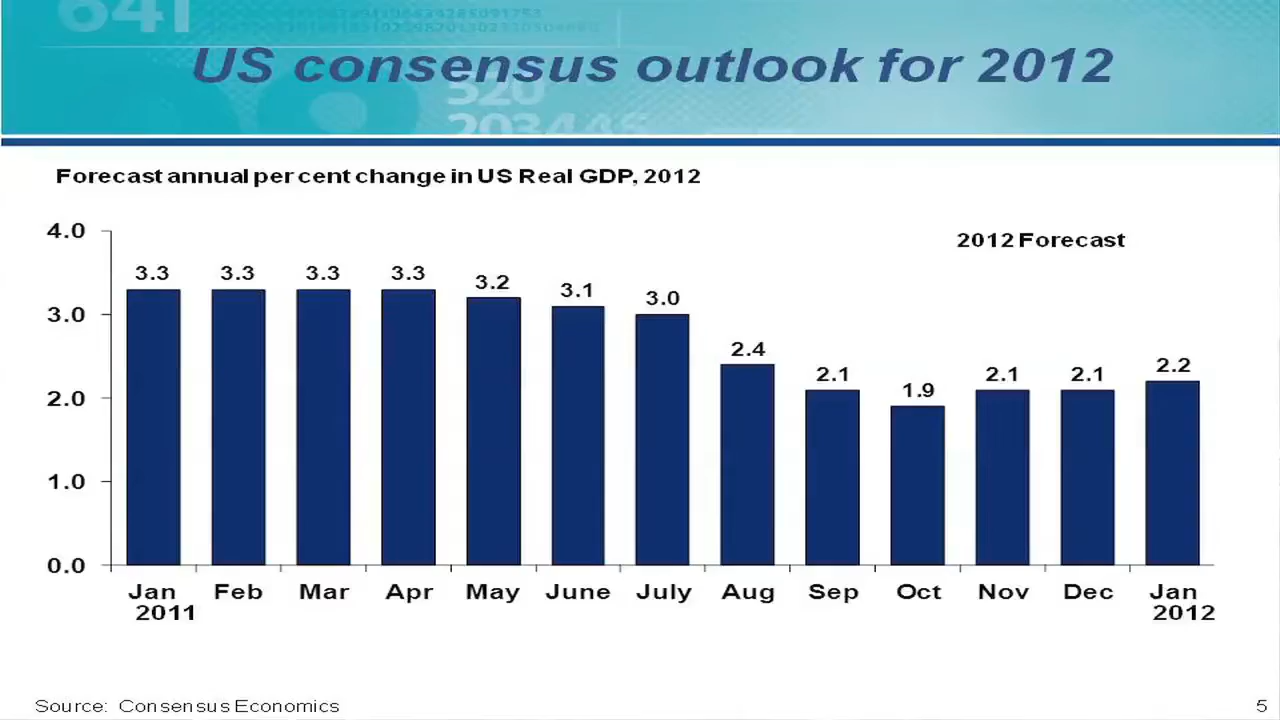 641
US consensus outlook for 2012
520
Forecast annual per cent change in US Real GDP, 2012
2012 Forecast
4.0
3.0
2.0
1.0
0.0
3.3 3.3 3.3 3.3 3.2 3.1 3.0 2.4 2.1 1.9 2.1 2.1 2.2
Jan Feb Mar Apr May June July Aug Sep Oct Nov Dec Jan
2011 2012
Source: Consensus Economics
5